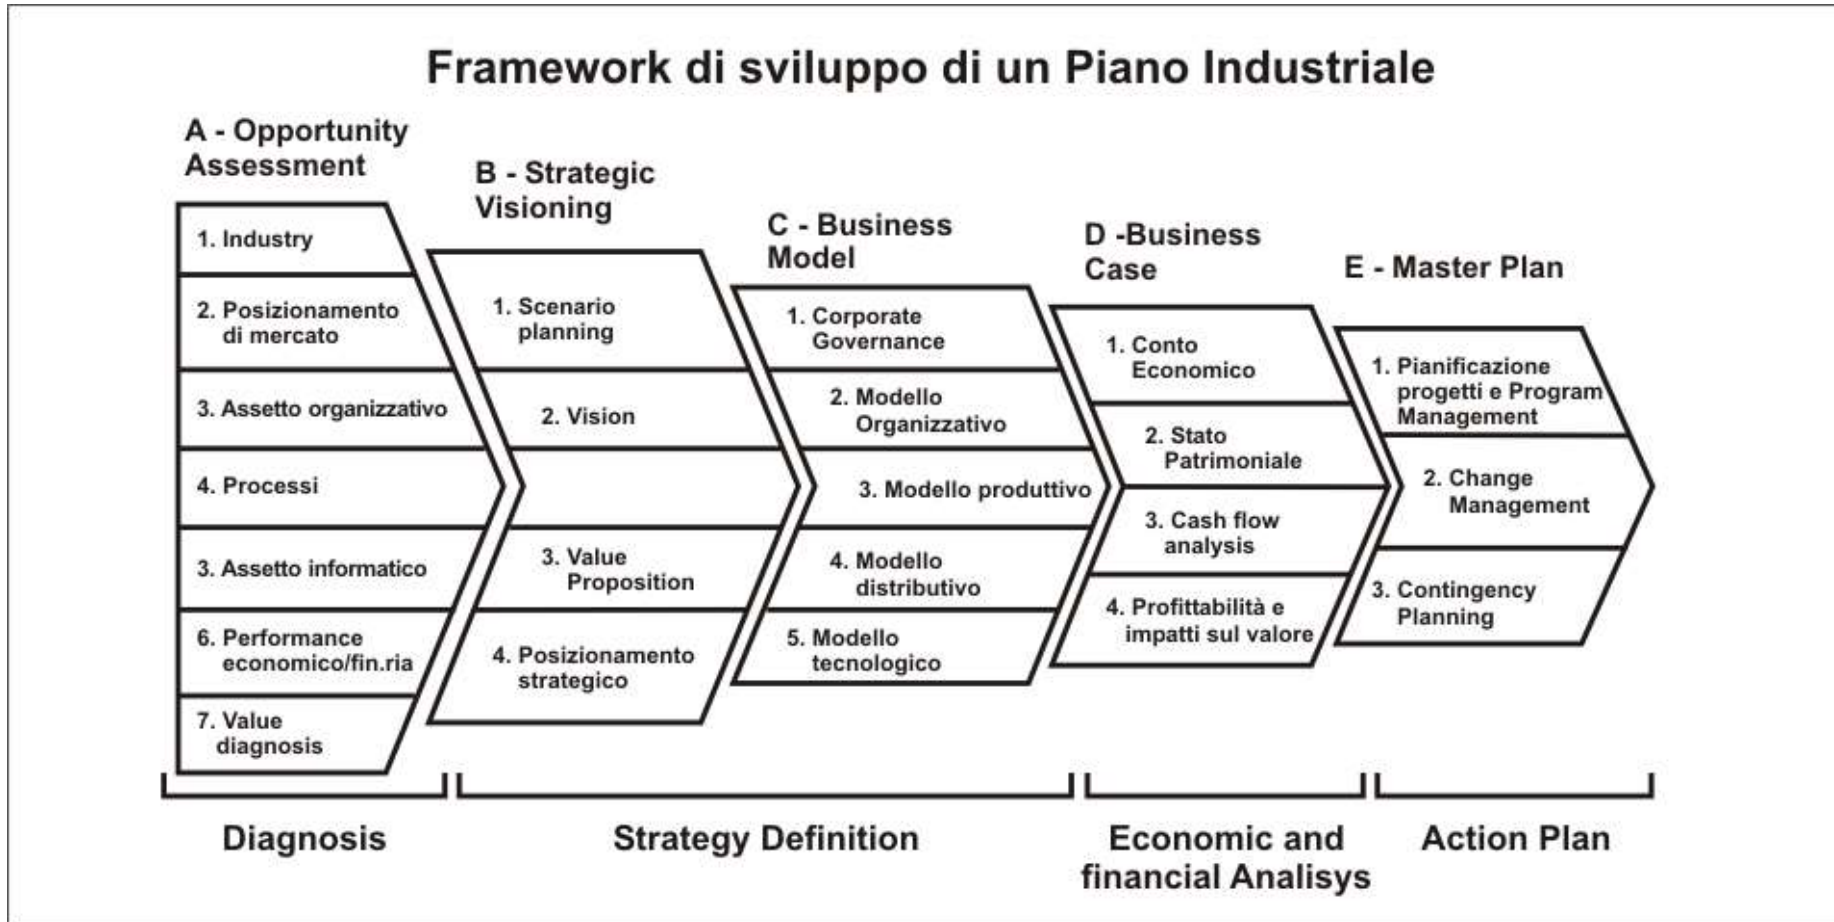 Framework di sviluppo di un Piano Industriale
A - Opportunity
Assessment
1. Industry
2. Posizionamento
di mercato
3. Assetto organizzativo
4. Processi
3. Assetto informatico
6. Performance
economico/fin.ria
7. Value
diagnosis
B - Strategic
Visioning
1. Scenario
planning
2. Vision
3. Value
Proposition
4. Posizionamento
strategico
C - Business
Model
1. Corporate
Governance
2. Modello
Organizzativo
3. Modello produttivo
4. Modello
distributivo
5. Modello
tecnologico
D -Business
Case
1. Conto
Economico
2. Stato
Patrimoniale
3. Cash flow
analysis
4. Profittabilità e
impatti sul valore
E - Master Plan
1. Pianificazione
progetti e Program
Management
2. Change
Management
3. Contingency
Planning
Diagnosis
Strategy Definition
Economic and
financial Analisys
Action Plan